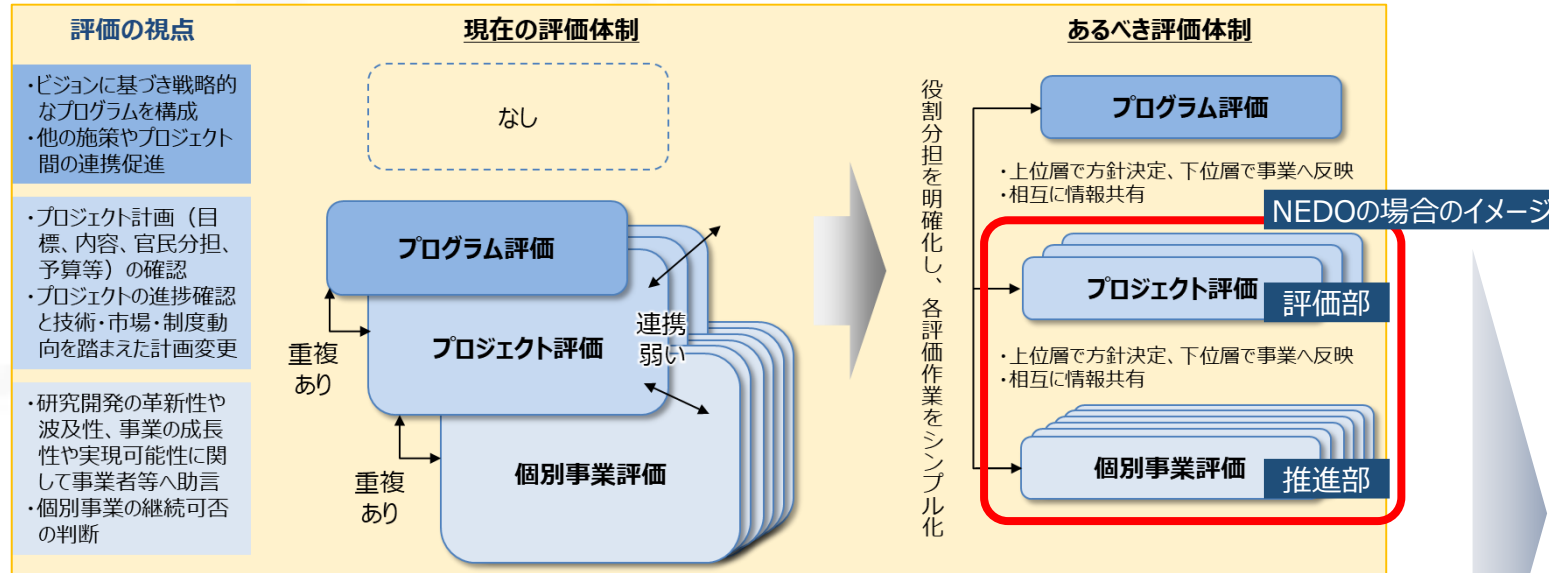 評価の視点
・ビジョンに基づき戦略的
なプログラムを構成
・他の施策やプロジェクト
間の連携促進
・プロジェクト計画（目
標、内容、官民分担、
予算等）の確認
・プロジェクトの進捗確認
と技術・市場・制度動
向を踏まえた計画変更
・研究開発の革新性や
波及性、事業の成長
性や実現可能性に関
して事業者等へ助言
・個別事業の継続可否
の判断
現在の評価体制
なし
プログラム評価
プロジェクト評価
連携
弱い
重複
あり
個別事業評価
重複
あり
あるべき評価体制
役割分担を明確化し、各評価作業をシンプル化
プログラム評価
・上位層で方針決定、下位層で事業へ反映
・相互に情報共有
NEDOの場合のイメージ
プロジェクト評価
評価部
・上位層で方針決定、下位層で事業へ反映
・相互に情報共有
個別事業評価
推進部